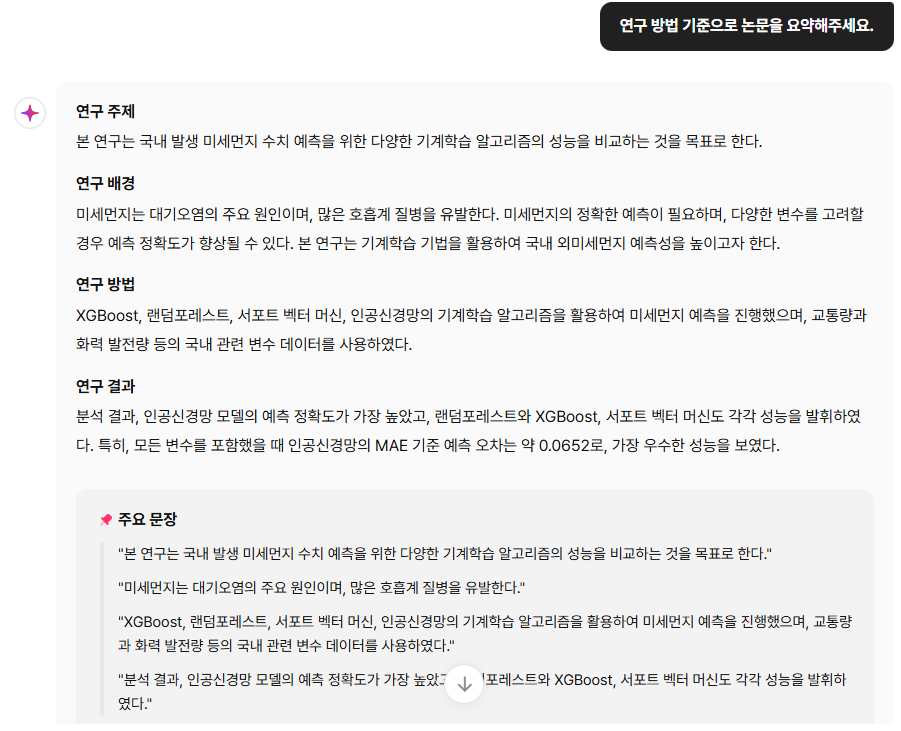 연구 방법 기준으로 논문을 요약해주세요.
연구 주제
본 연구는 국내 발생 미세먼지 수치 예측을 위한 다양한 기계학습 알고리즘의 성능을 비교하는 것을 목표로 한다.
연구 배경
미세먼지는 대기오염의 주요 원인이며, 많은 호흡계 질병을 유발한다. 미세먼지의 정확한 예측이 필요하며, 다양한 변수를 고려할
경우 예측 정확도가 향상될 수 있다. 본 연구는 기계학습 기법을 활용하여 국내 외미세먼지 예측성을 높이고자 한다.
연구 방법
XGBoost, 랜덤포레스트, 서포트 벡터 머신, 인공신경망의 기계학습 알고리즘을 활용하여 미세먼지 예측을 진행했으며, 교통량과
화력 발전량 등의 국내 관련 변수 데이터를 사용하였다.
연구 결과
분석 결과, 인공신경망 모델의 예측 정확도가 가장 높았고, 랜덤포레스트와 XGBoost, 서포트 벡터 머신도 각각 성능을 발휘하였
다. 특히, 모든 변수를 포함했을 때 인공신경망의 MAE 기준 예측 오차는 약 0.0652로, 가장 우수한 성능을 보였다.
주요 문장
"본 연구는 국내 발생 미세먼지 수치 예측을 위한 다양한 기계학습 알고리즘의 성능을 비교하는 것을 목표로 한다."
"미세먼지는 대기오염의 주요 원인이며, 많은 호흡계 질병을 유발한다."
"XGBoost, 랜덤포레스트, 서포트 벡터 머신, 인공신경망의 기계학습 알고리즘을 활용하여 미세먼지 예측을 진행했으며, 교통량
과 화력 발전량 등의 국내 관련 변수 데이터를 사용하였다."
"분석 결과, 인공신경망 모델의 예측 정확도가 가장 높았 포레스트와 XGBoost, 서포트 벡터 머신도 각각 성능을 발휘하
였다."